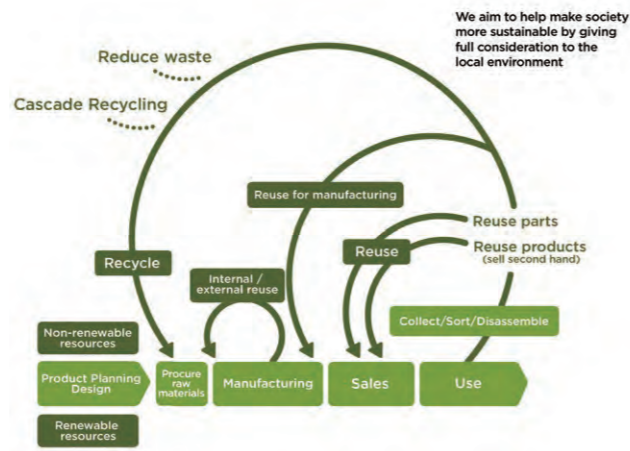 We aim to help make society
more sustainable by giving
full consideration to the
local environment
Reduce waste
Cascade Recycling
Reuse for manufacturing
Reuse parts
Reuse products
(sell second hand)
Reuse
Recycle
Internal /
external reuse
Collect/Sort/Disassemble
Non-renewable
resources
Product Planning
Design
Procure
raw
materials
Manufacturing
Sales
Use
Renewable
resources